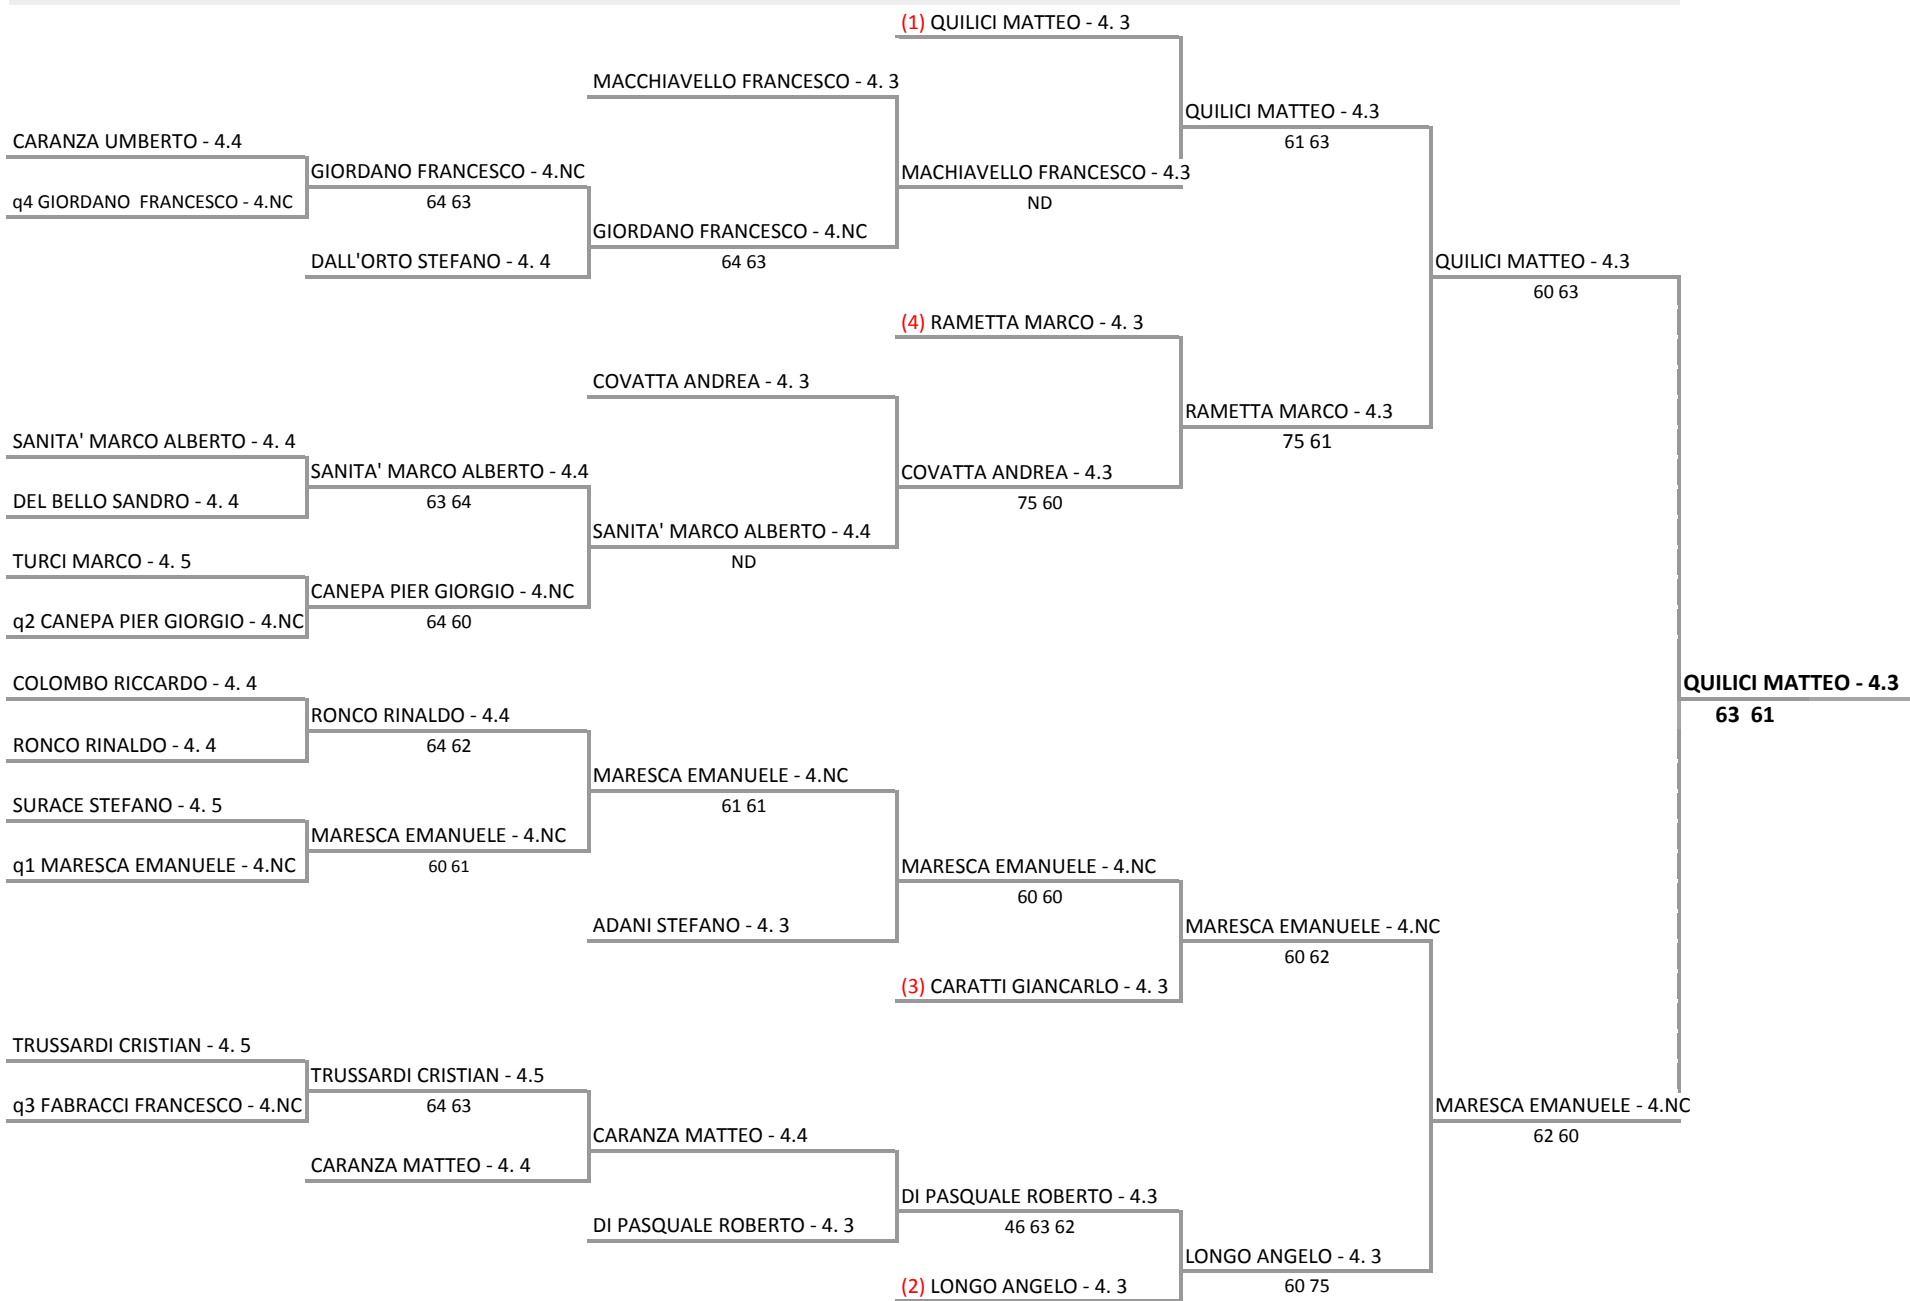 (1) QUILICI MATTEO - 4. 3
MACCHIAVELLO FRANCESCO - 4. 3
QUILICI MATTEO - 4.3
61 63
CARANZA UMBERTO - 4.4
GIORDANO FRANCESCO - 4.NC
64 63
MACHIAVELLO FRANCESCO - 4.3
ND
q4 GIORDANO  FRANCESCO - 4.NC
GIORDANO FRANCESCO - 4.NC
64 63
DALL'ORTO STEFANO - 4. 4
QUILICI MATTEO - 4.3
60 63
(4) RAMETTA MARCO - 4. 3
COVATTA ANDREA - 4. 3
RAMETTA MARCO - 4.3
75 61
SANITA' MARCO ALBERTO - 4. 4
SANITA' MARCO ALBERTO - 4.4
63 64
COVATTA ANDREA - 4.3
75 60
DEL BELLO SANDRO - 4. 4
SANITA' MARCO ALBERTO - 4.4
ND
TURCI MARCO - 4. 5
CANEPA PIER GIORGIO - 4.NC
64 60
q2 CANEPA PIER GIORGIO - 4.NC
COLOMBO RICCARDO - 4. 4
QUILICI MATTEO - 4.3
63  61
RONCO RINALDO - 4.4
64 62
RONCO RINALDO - 4. 4
MARESCA EMANUELE - 4.NC
61 61
SURACE STEFANO - 4. 5
MARESCA EMANUELE - 4.NC
60 61
q1 MARESCA EMANUELE - 4.NC
MARESCA EMANUELE - 4.NC
60 60
ADANI STEFANO - 4. 3
MARESCA EMANUELE - 4.NC
60 62
(3) CARATTI GIANCARLO - 4. 3
TRUSSARDI CRISTIAN - 4. 5
TRUSSARDI CRISTIAN - 4.5
64 63
q3 FABRACCI FRANCESCO - 4.NC
MARESCA EMANUELE - 4.NC
62 60
CARANZA MATTEO - 4.4
CARANZA MATTEO - 4. 4
DI PASQUALE ROBERTO - 4.3
46 63 62
DI PASQUALE ROBERTO - 4. 3
LONGO ANGELO - 4. 3
60 75
(2) LONGO ANGELO - 4. 3